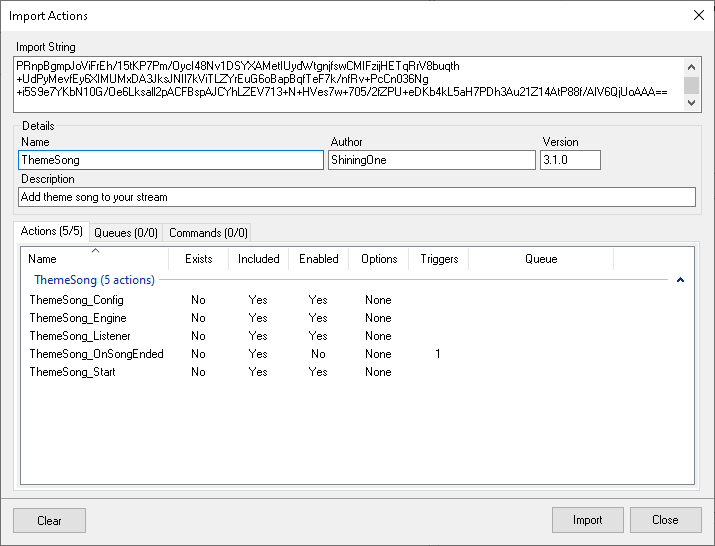 Import Actions
Import String
PRnpBgmpJoViFrEh/15tKP7Pm/Oycl48Nv1DSYXAMetIUydWtgnjfswCMIFzijHETqRrV8buqth
+UdPyMevfEy6XIMUMxDA3JksJNIl7kViTLZYrEuG6oBapBqfTeF7k/nfRv+PcCn036Ng
+i5S9e7YKbN10G/Oe6LksalI2pACFBspAJCYhLZEV713+N+HVes7w+705/2fZPU+eDKb4kL5aH7PDh3Au21Z14AtP88f/AIV6QjUoAAA==
Details
Name Author Version
ThemeSong ShiningOne 3.1.0
Description
Add theme song to your stream
Actions (5/5) Queues (0/0) Commands (0/0)
Name Exists Included Enabled Options Triggers Queue
ThemeSong (5 actions)
ThemeSong_Config No Yes Yes None
ThemeSong_Engine No Yes Yes None
ThemeSong_Listener No Yes Yes None
ThemeSong_OnSongEnded No Yes No None 1
ThemeSong_Start No Yes Yes None
Clear Import Close